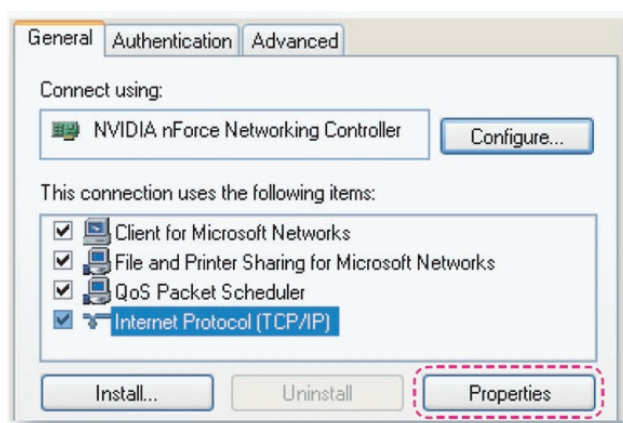 General Authentication Advanced
Connect using:
NVIDIA nForce Networking Controller Configure...
This connection uses the following items:
Client for Microsoft Networks
File and Printer Sharing for Microsoft Networks
QoS Packet Scheduler
Internet Protocol (TCP/IP)
Install... Uninstall Properties